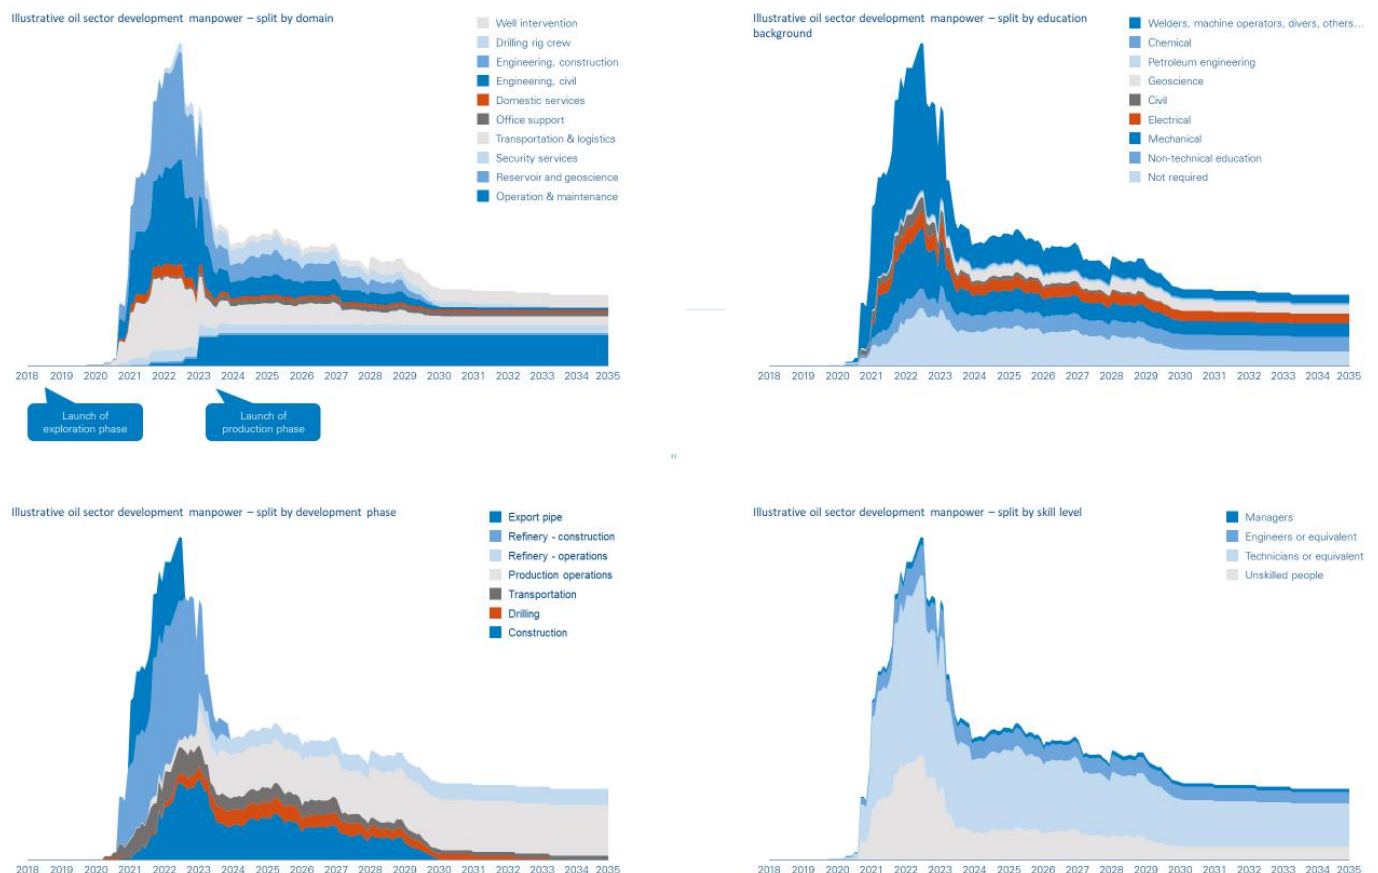 Illustrative oil sector development manpower – split by domain
Well intervention
Drilling rig crew
Engineering, construction
Engineering, civil
Domestic services
Office support
Transportation & logistics
Security services
Reservoir and geoscience
Operation & maintenance
2018 2019 2020 2021 2022 2023 2024 2025 2026 2027 2028 2029 2030 2031 2032 2033 2034 2035
Launch of
exploration phase
Launch of
production phase
Illustrative oil sector development manpower – split by education
background
Welders, machine operators, divers, others...
Chemical
Petroleum engineering
Geoscience
Civil
Electrical
Mechanical
Non-technical education
Not required
2018 2019 2020 2021 2022 2023 2024 2025 2026 2027 2028 2029 2030 2031 2032 2033 2034 2035
"
Illustrative oil sector development manpower – split by development phase
Export pipe
Refinery - construction
Refinery - operations
Production operations
Transportation
Drilling
Construction
2018 2019 2020 2021 2022 2023 2024 2025 2026 2027 2028 2029 2030 2031 2032 2033 2034 2035
Illustrative oil sector development manpower – split by skill level
Managers
Engineers or equivalent
Technicians or equivalent
Unskilled people
2018 2019 2020 2021 2022 2023 2024 2025 2026 2027 2028 2029 2030 2031 2032 2033 2034 2035